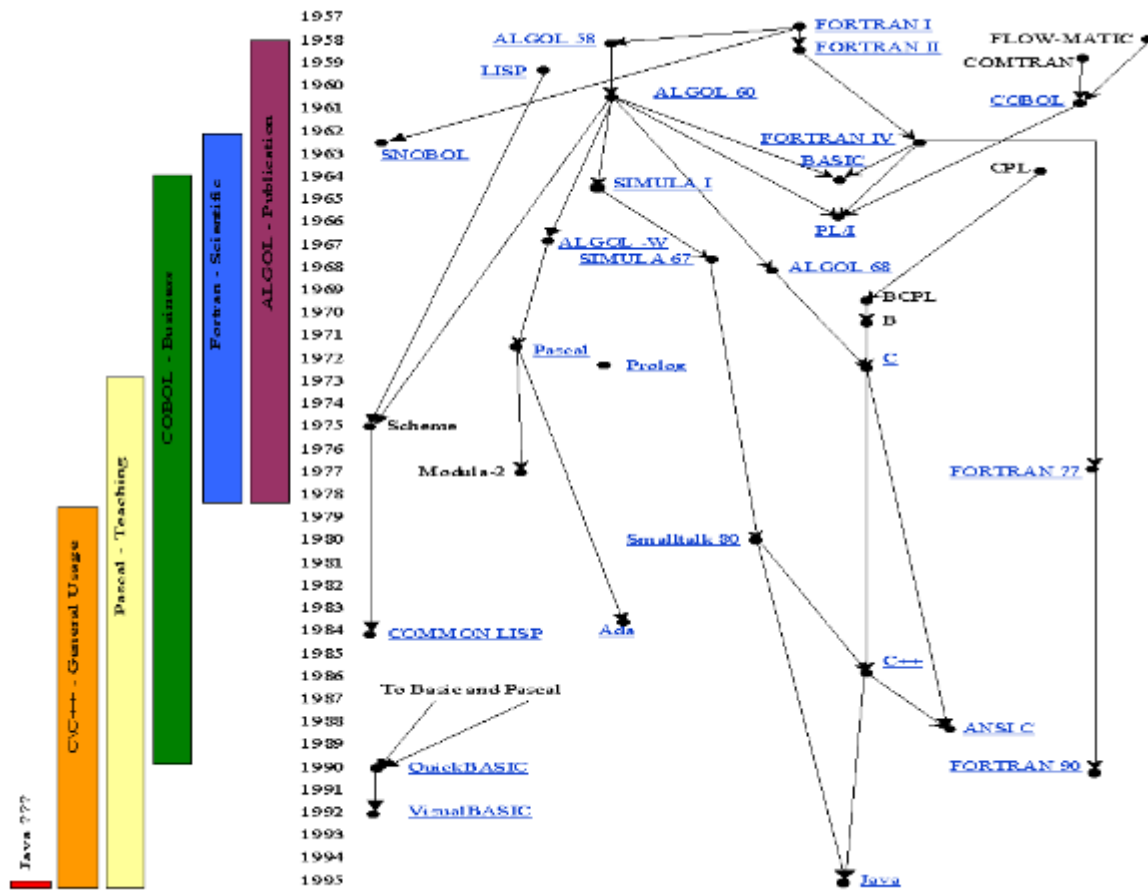 1957
1958
1959
1960
1961
1962
1963
1964
1965
1966
1967
1968
1969
1970
1971
1972
1973
1974
1975
1976
1977
1978
1979
1980
1981
1982
1983
1984
1985
1986
1987
1988
1989
1990
1991
1992
1993
1994
1995
Java ???
C\C++ - General Usage
Pascal - Teaching
COBOL - Business
Fortran - Scientific
ALGOL - Publication
FORTRAN I
ALGOL 58
FORTRAN II
FLOW-MATIC
COMTRAN
LISP
ALGOL 60
COBOL
FORTRAN IV
SNOBOL
BASIC
CPL
SIMULA I
PL/I
ALGOL -W
SIMULA 67
ALGOL 68
BCPL
B
Pascal
Prolog
C
Scheme
Modula-2
FORTRAN 77
Smalltalk 80
COMMON LISP
Ada
C++
To Basic and Pascal
ANSI C
QuickBASIC
FORTRAN 90
VisualBASIC
Java